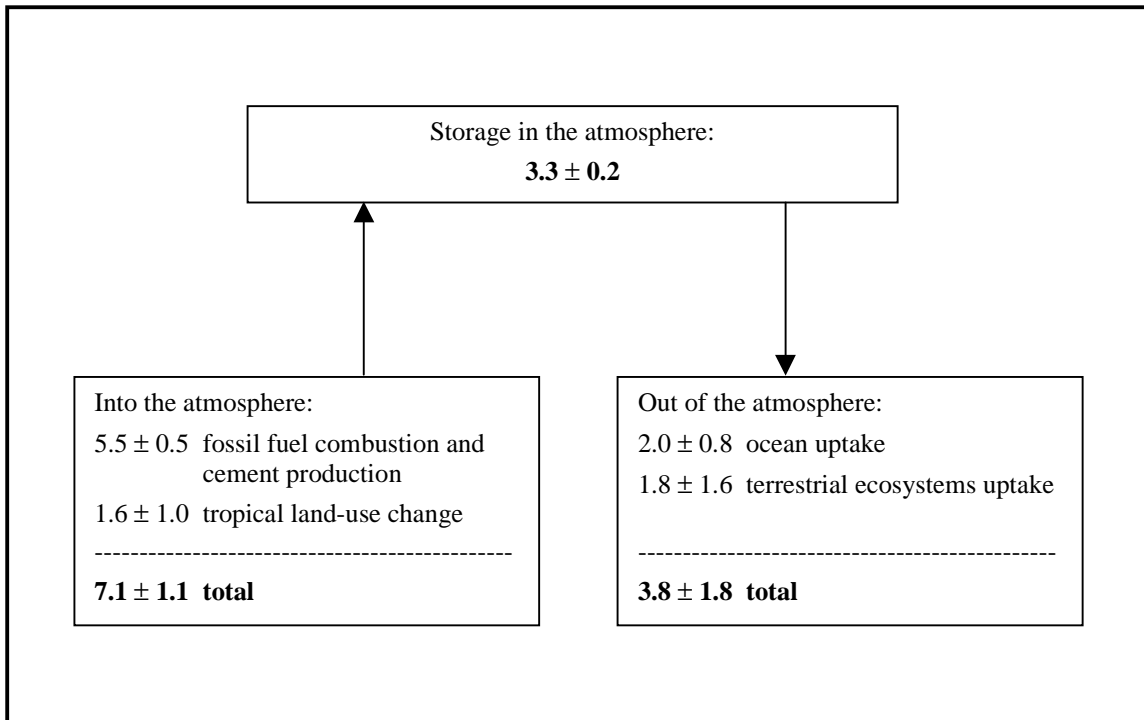 Storage in the atmosphere:
3.3 ± 0.2
Into the atmosphere:
5.5 ± 0.5 fossil fuel combustion and
cement production
1.6 ± 1.0 tropical land-use change
-----------------------------------------------
7.1 ± 1.1 total
Out of the atmosphere:
2.0 ± 0.8 ocean uptake
1.8 ± 1.6 terrestrial ecosystems uptake
-----------------------------------------------
3.8 ± 1.8 total